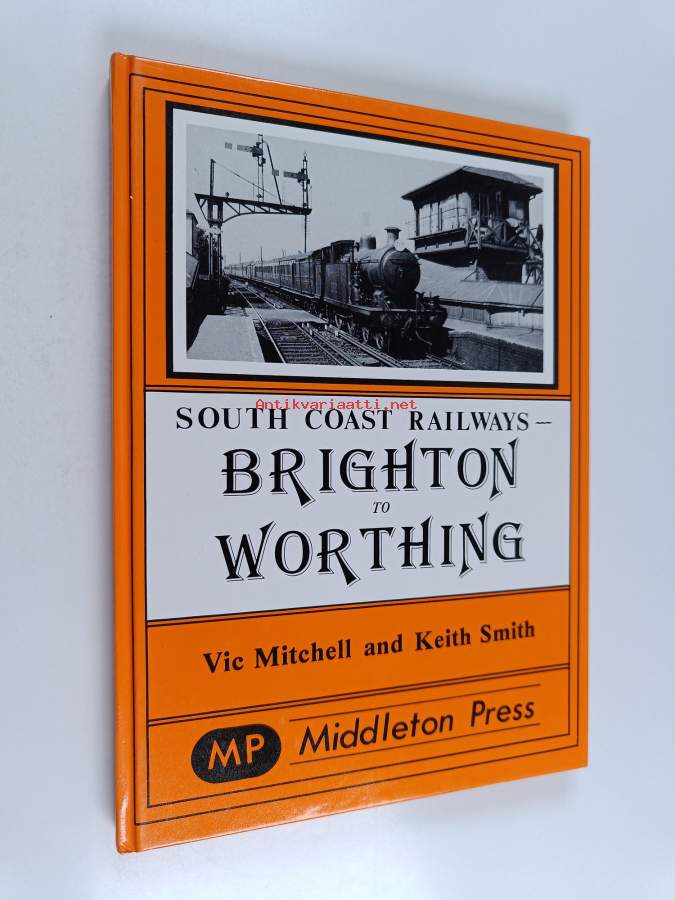 SOUTH COAST RAILWAYS—
Antikvariaatti.net
BRIGHTON
TO
WORTHING
Vic Mitchell and Keith Smith
MP Middleton Press